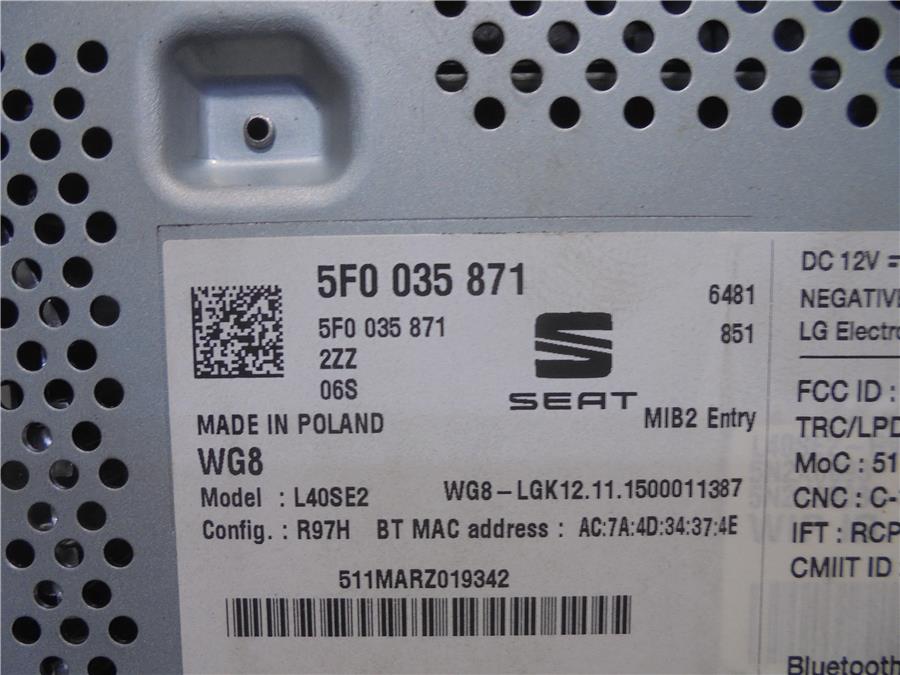 5F0 035 871
5F0 035 871
2ZZ
06S
6481
851
SEAT
MADE IN POLAND
MIB2 Entry
WG8
Model : L40SE2
WG8-LGK12.11.1500011387
Config. : R97H BT MAC address : AC:7A:4D:34:37:4E
511MARZ019342
DC 12V
NEGATIV
LG Electro
FCC ID :
TRC/LPD
MoC : 51
CNC : C-
IFT : RCP
CMIIT ID
Bluetooth